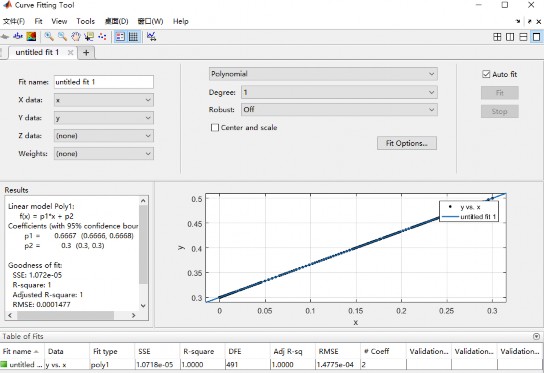 Curve Fitting Tool
文件(F) Fit View Tools 桌面(D) 窗口(W) Help
untitled fit 1
Fit name: untitled fit 1
X data: x
Y data: y
Z data: (none)
Weights: (none)
Polynomial
Degree: 1
Robust: Off
Center and scale
Fit Options...
Auto fit
Fit
Stop
Results
Linear model Poly1:
f(x) = p1*x + p2
Coefficients (with 95% confidence boun
p1 = 0.6667 (0.6666, 0.6668)
p2 = 0.3 (0.3, 0.3)
Goodness of fit:
SSE: 1.072e-05
R-square: 1
Adjusted R-square: 1
RMSE: 0.0001477
0.5
0.45
0.4
0.35
0.3
y
0 0.05 0.1 0.15 0.2 0.25 0.3
x
y vs. x
untitled fit 1
Table of Fits
Fit name Data Fit type SSE R-square DFE Adj R-sq RMSE # Coeff Validation... Validation... Validation...
untitled ... y vs. x poly1 1.0718e-05 1.0000 491 1.0000 1.4775e-04 2